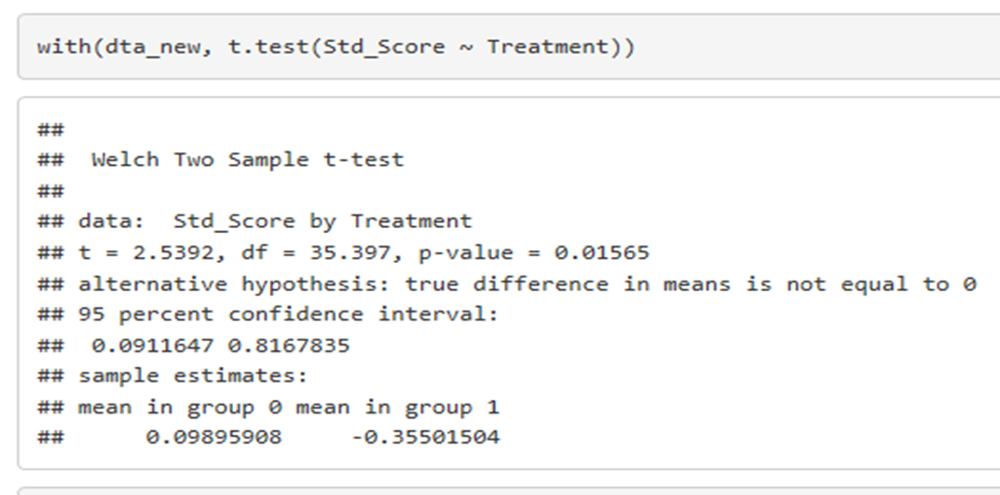 with(dta_new, t.test(Std_Score ~ Treatment))
##
##  Welch Two Sample t-test
##
## data:  Std_Score by Treatment
## t = 2.5392, df = 35.397, p-value = 0.01565
## alternative hypothesis: true difference in means is not equal to 0
## 95 percent confidence interval:
##  0.0911647 0.8167835
## sample estimates:
## mean in group 0 mean in group 1
##      0.09895908     -0.35501504